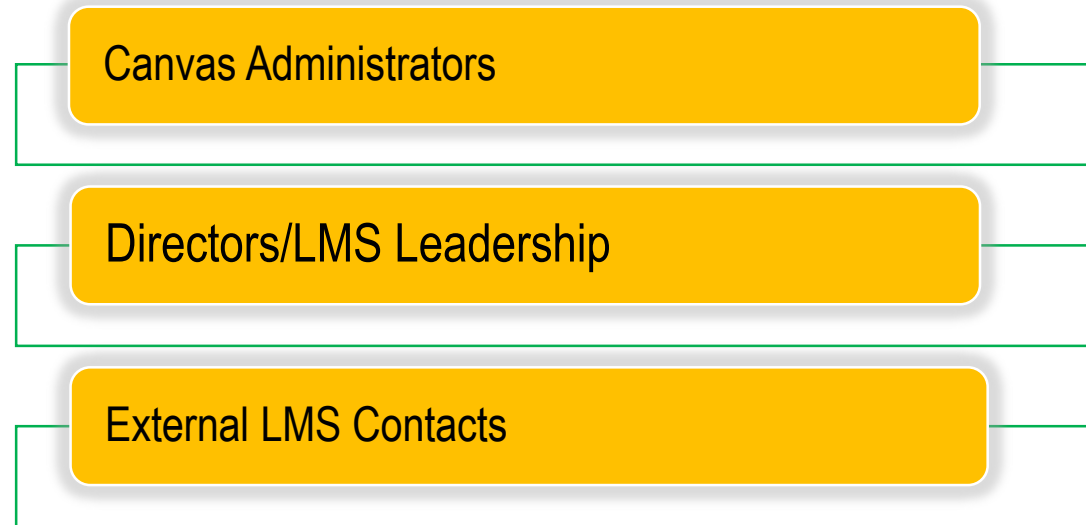 Canvas Administrators
Directors/LMS Leadership
External LMS Contacts